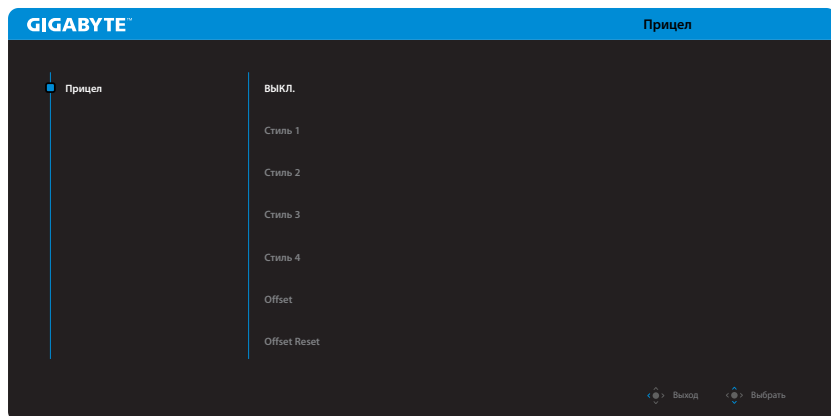 GIGABYTE™
Прицел
Прицел
ВЫКЛ.
Стиль 1
Стиль 2
Стиль 3
Стиль 4
Offset
Offset Reset
Выход
Выбрать